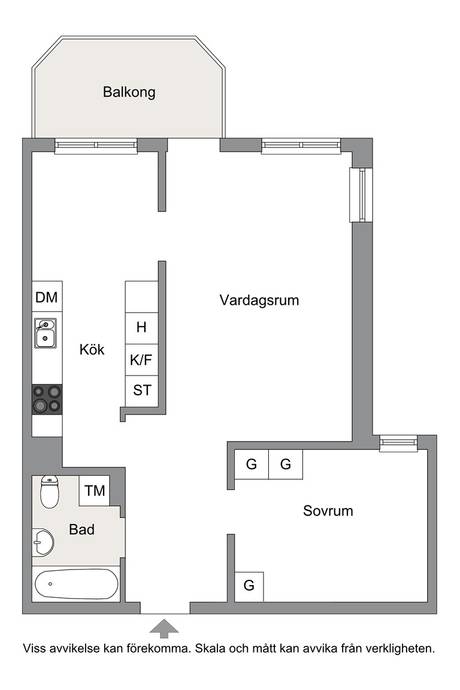 Balkong
DM
Vardagsrum
H
Kök
K/F
ST
G G
TM
Sovrum
Bad
G
Viss avvikelse kan förekomma. Skala och mått kan avvika från verkligheten.